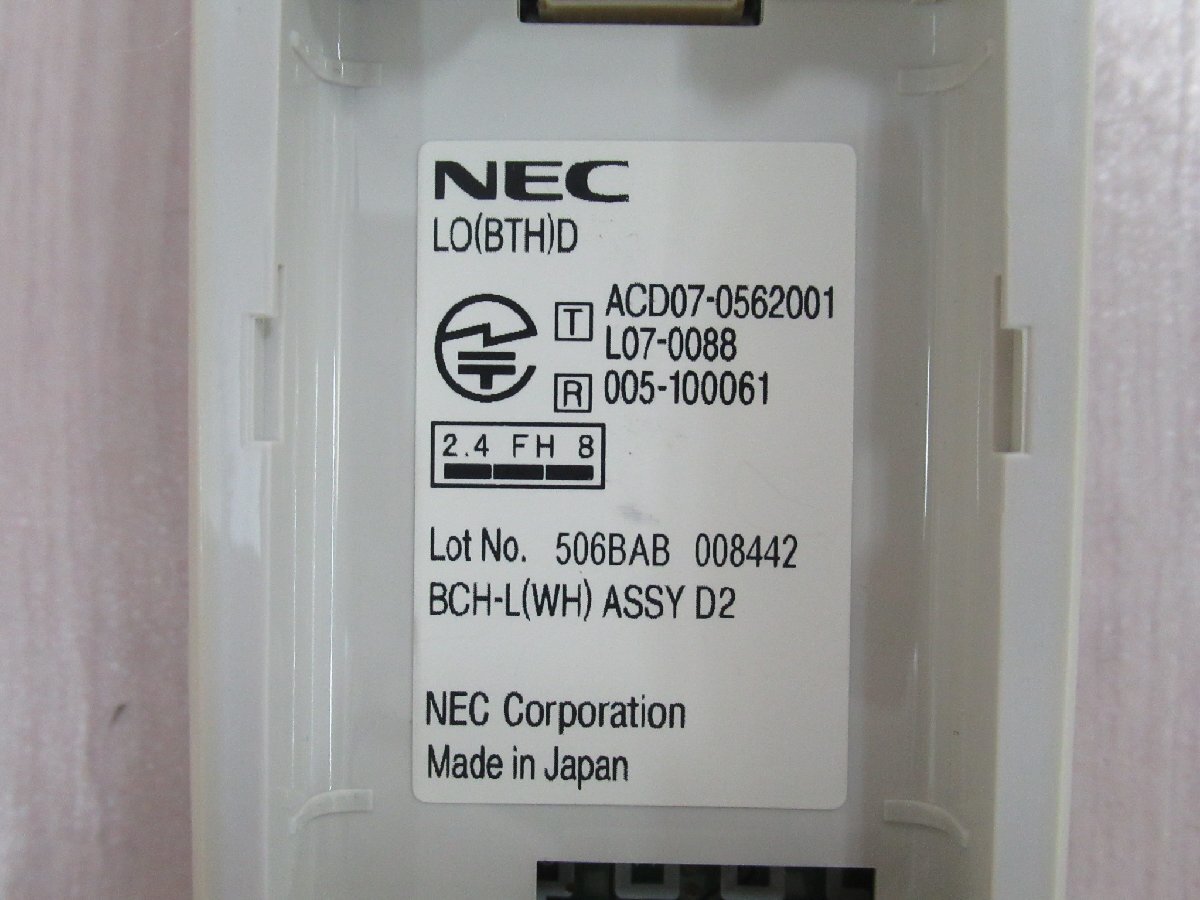 NEC
LO(BTH)D
T ACD07-0562001
L07-0088
R 005-100061
2.4 FH 8
Lot No. 506BAB 008442
BCH-L(WH) ASSY D2
NEC Corporation
Made in Japan